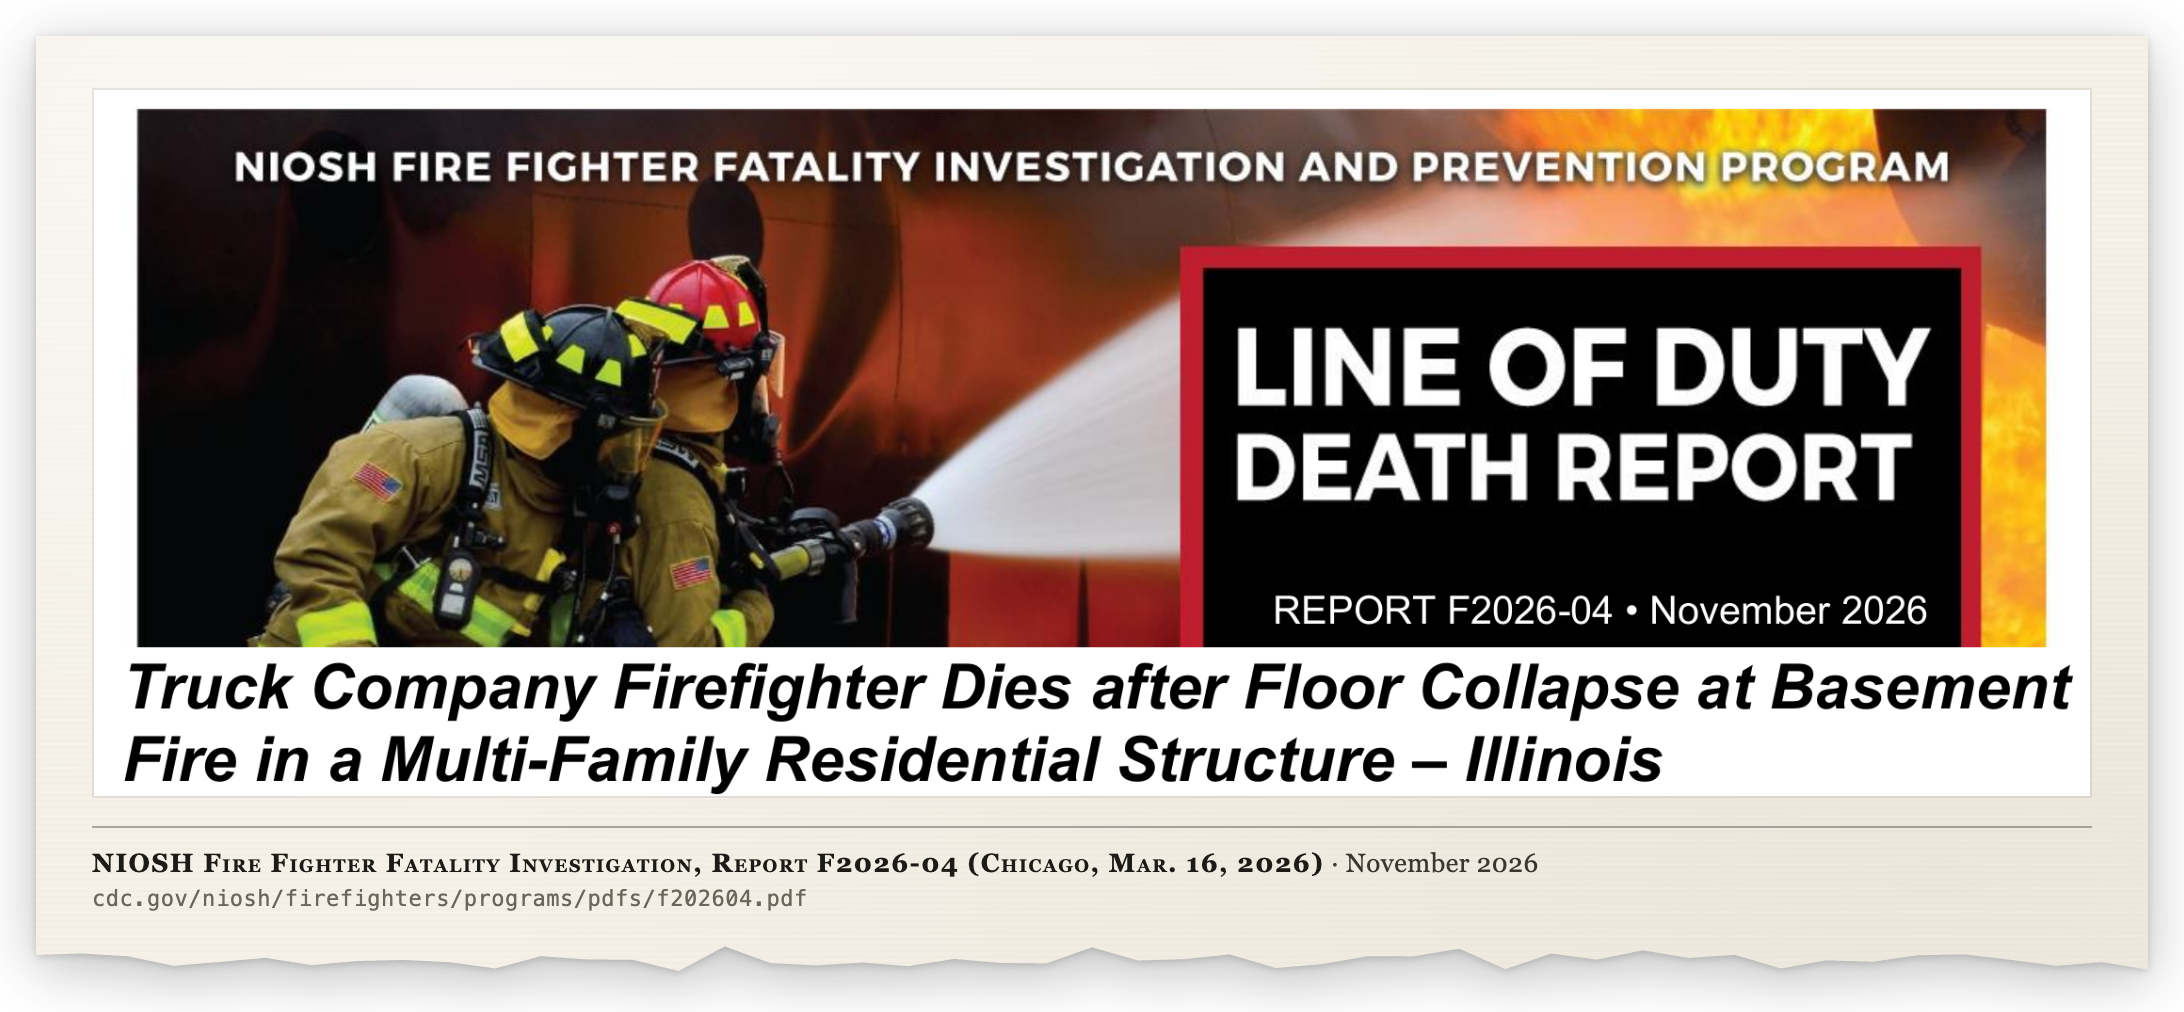 NIOSH FIRE FIGHTER FATALITY INVESTIGATION AND PREVENTION PROGRAM
LINE OF DUTY
DEATH REPORT
REPORT F2026-04 • November 2026
Truck Company Firefighter Dies after Floor Collapse at Basement
Fire in a Multi-Family Residential Structure – Illinois
NIOSH Fire Fighter Fatality Investigation, Report F2026-04 (Chicago, Mar. 16, 2026) · November 2026
cdc.gov/niosh/firefighters/programs/pdfs/f202604.pdf